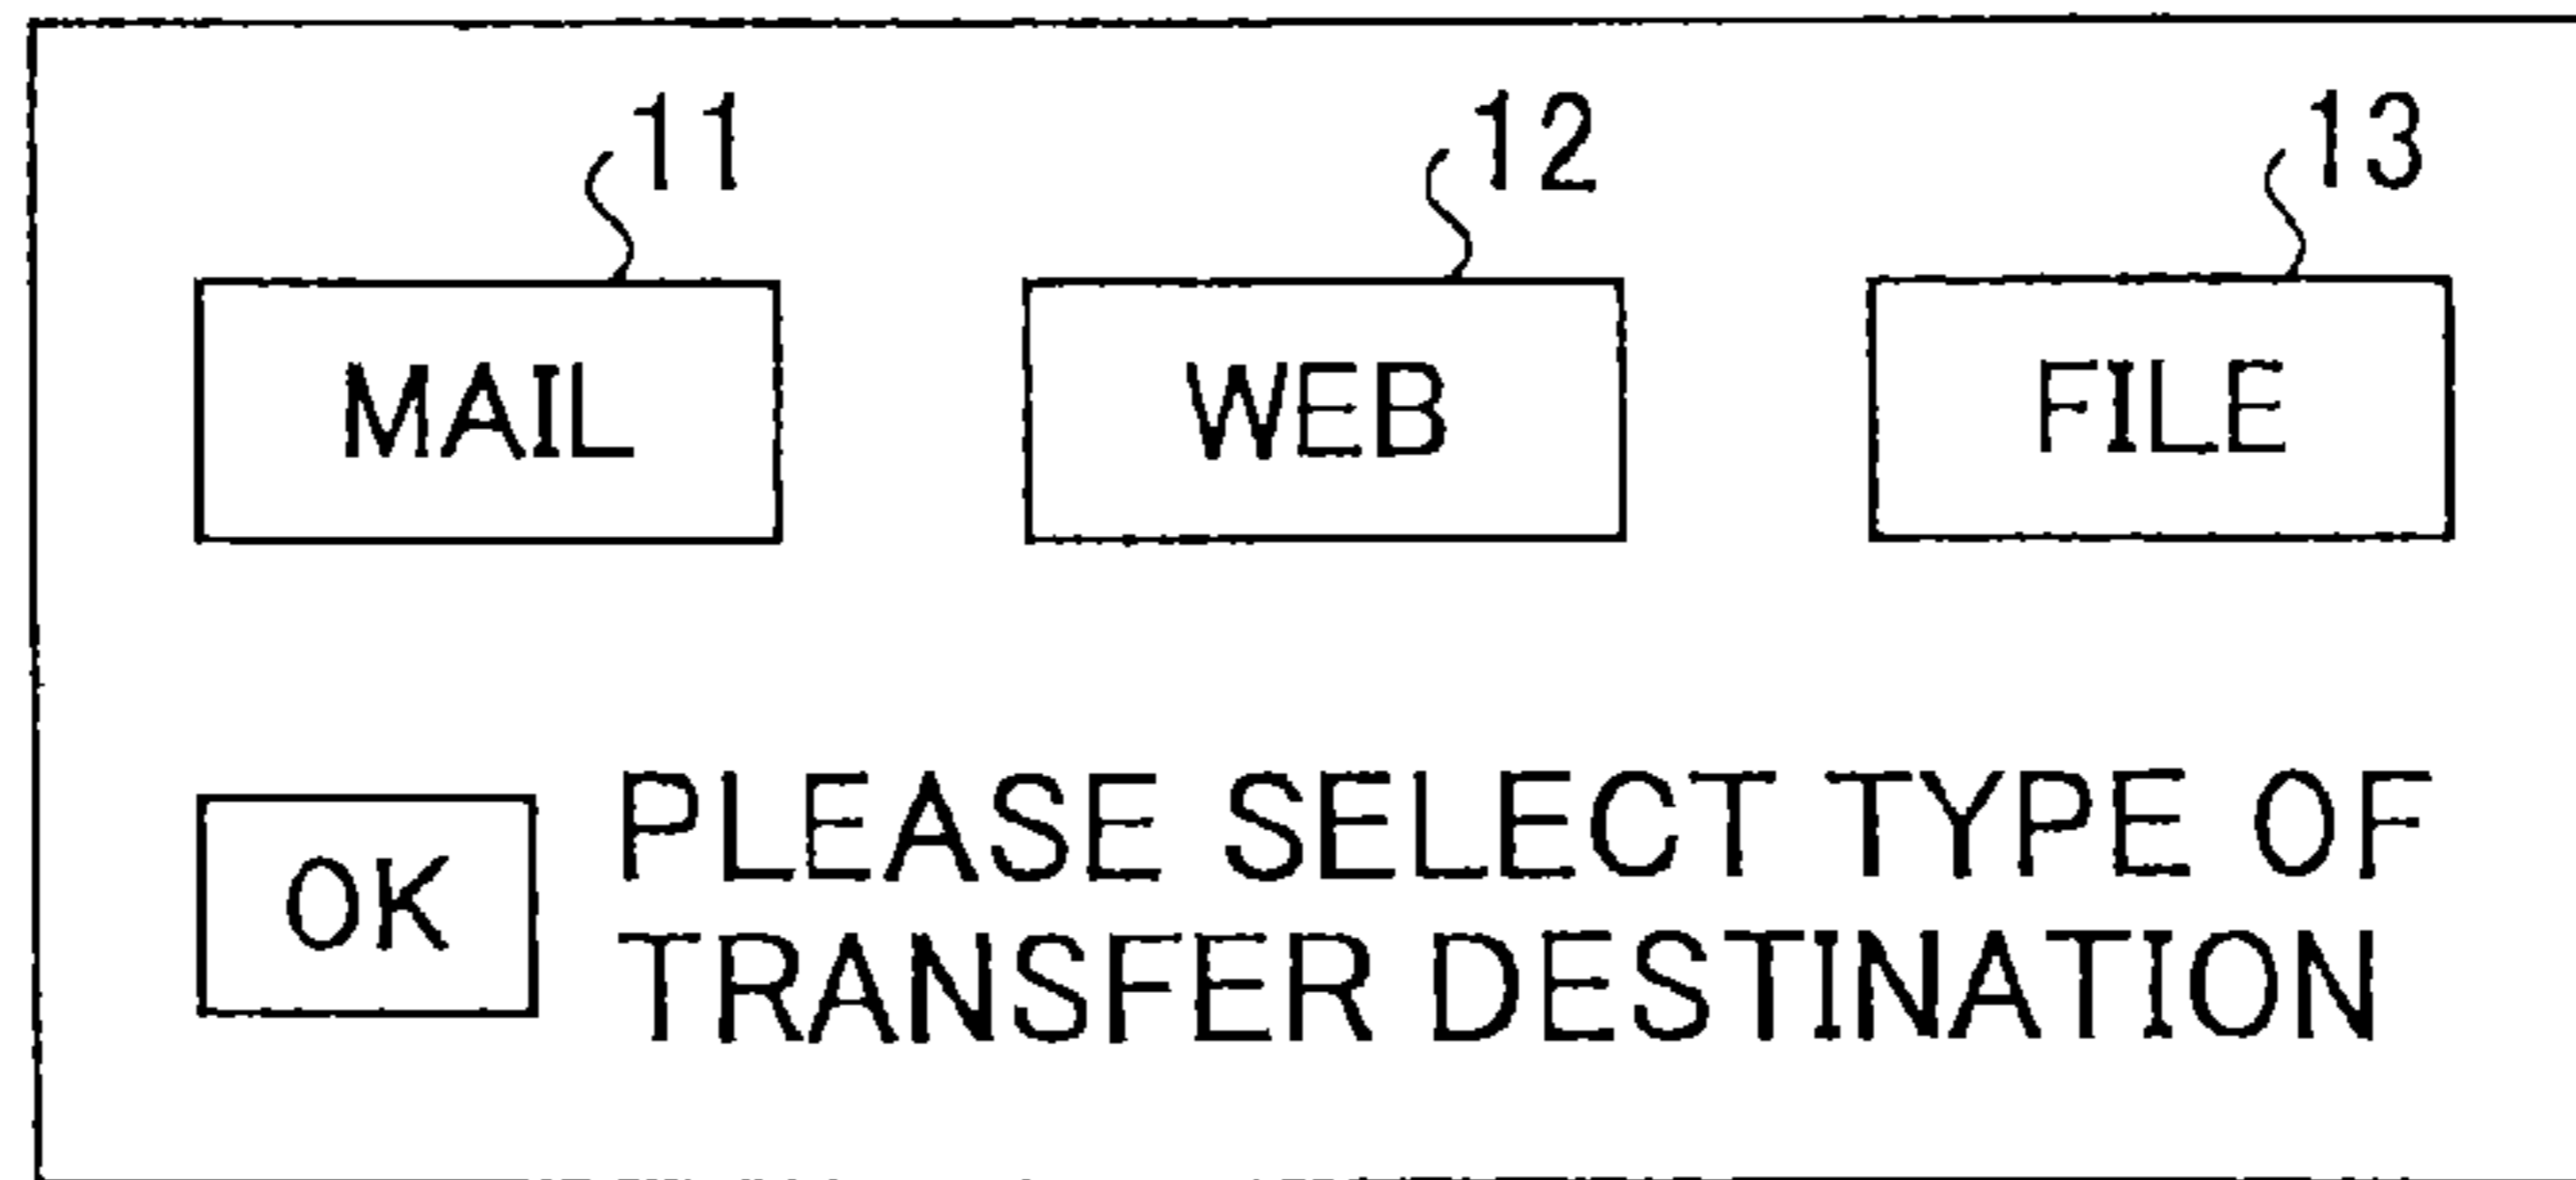 11 12 13
MAIL WEB FILE
OK PLEASE SELECT TYPE OF
TRANSFER DESTINATION